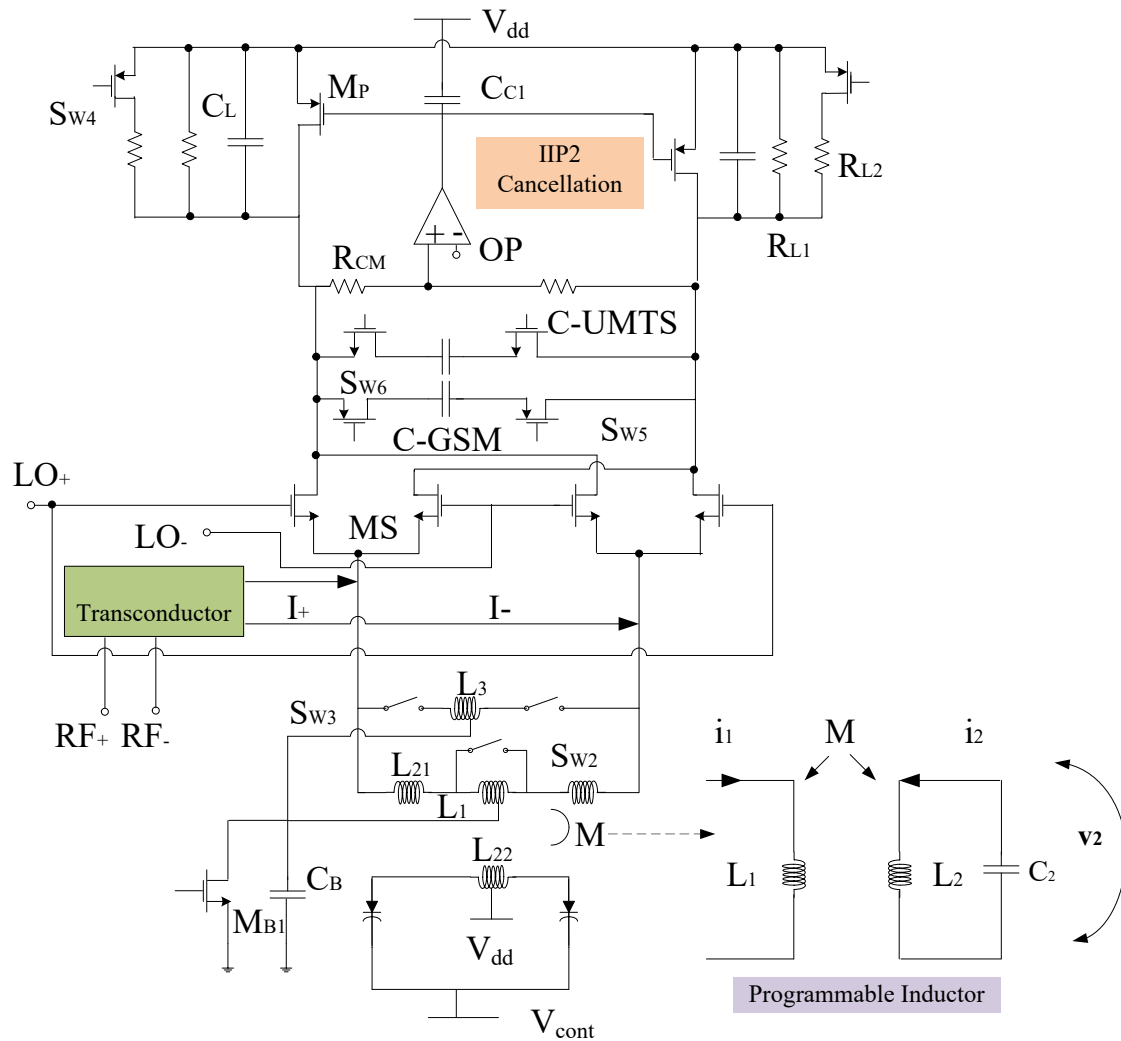 Vdd
SW4
CL
MP
CC1
IIP2
Cancellation
RL2
RL1
+ -
OP
RCM
C-UMTS
SW6
C-GSM
SW5
LO+
LO-
MS
Transconductor
I+
I-
RF+
RF-
SW3
L3
L21
SW2
L1
M
L22
CB
MB1
Vdd
Vcont
i1
M
i2
v2
L1
L2
C2
Programmable Inductor